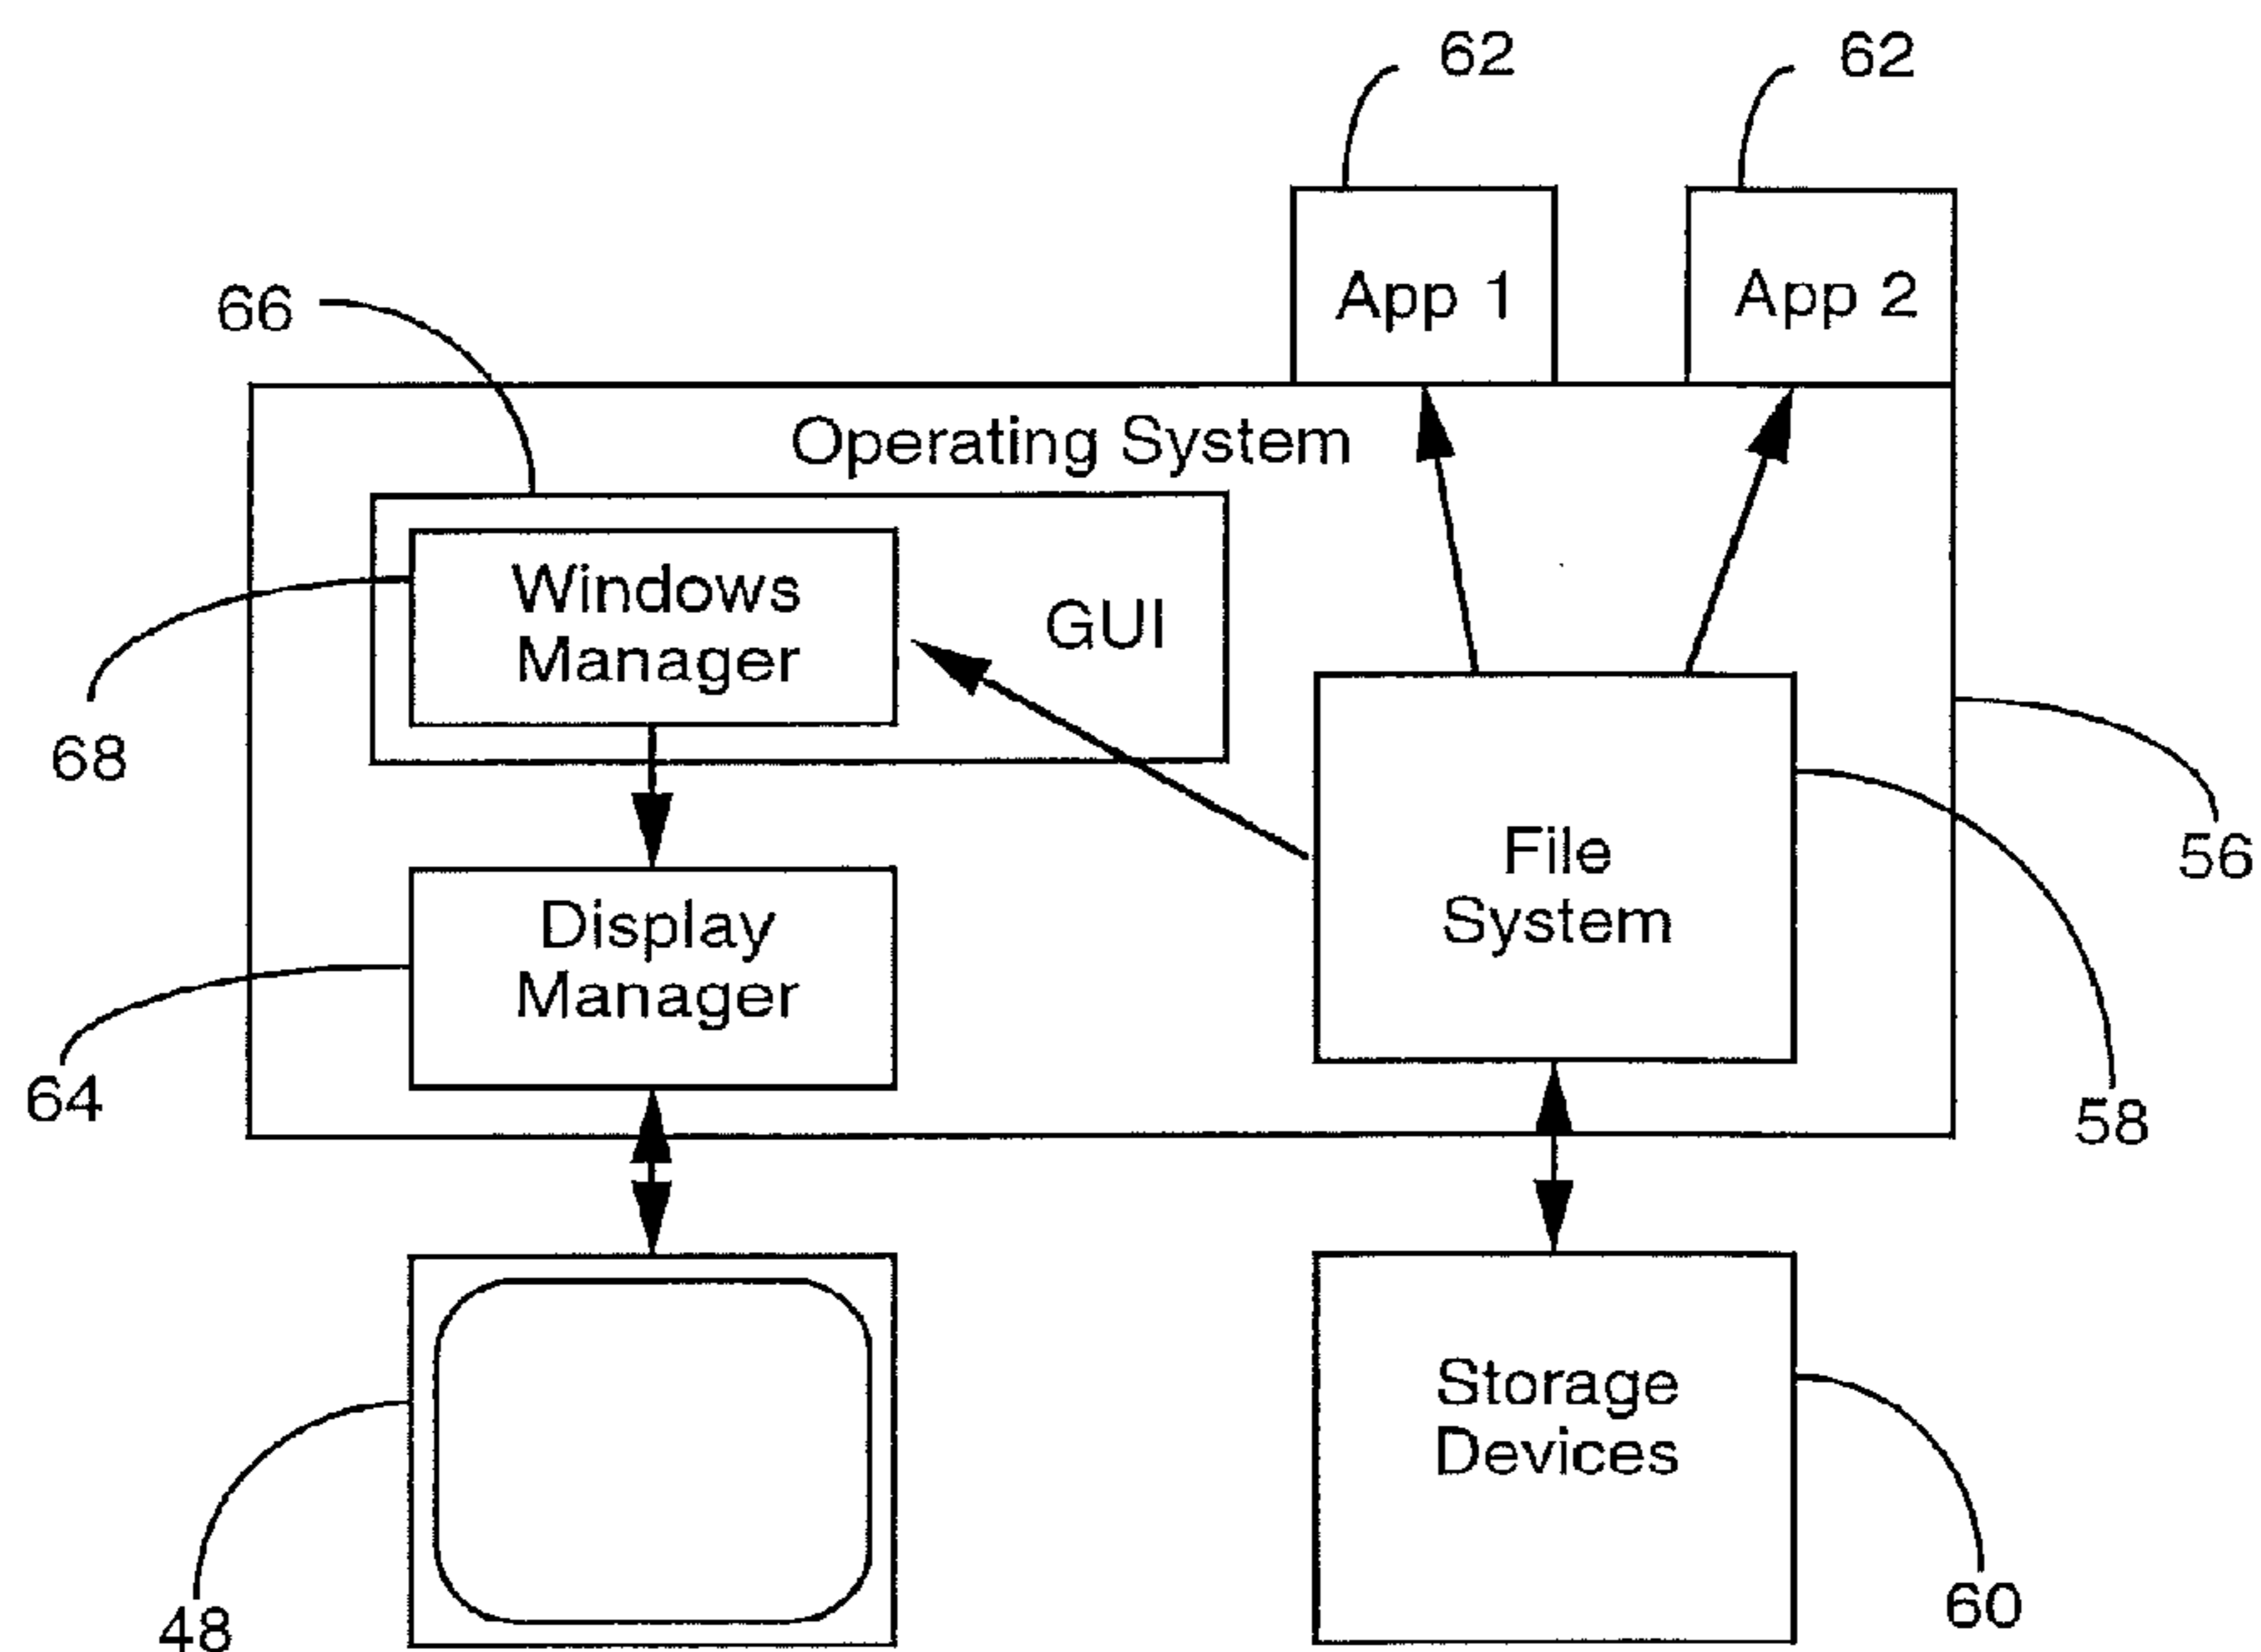 62
62
App 1
App 2
66
Operating System
Windows
Manager
GUI
68
File
System
56
Display
Manager
64
58
Storage
Devices
48
60